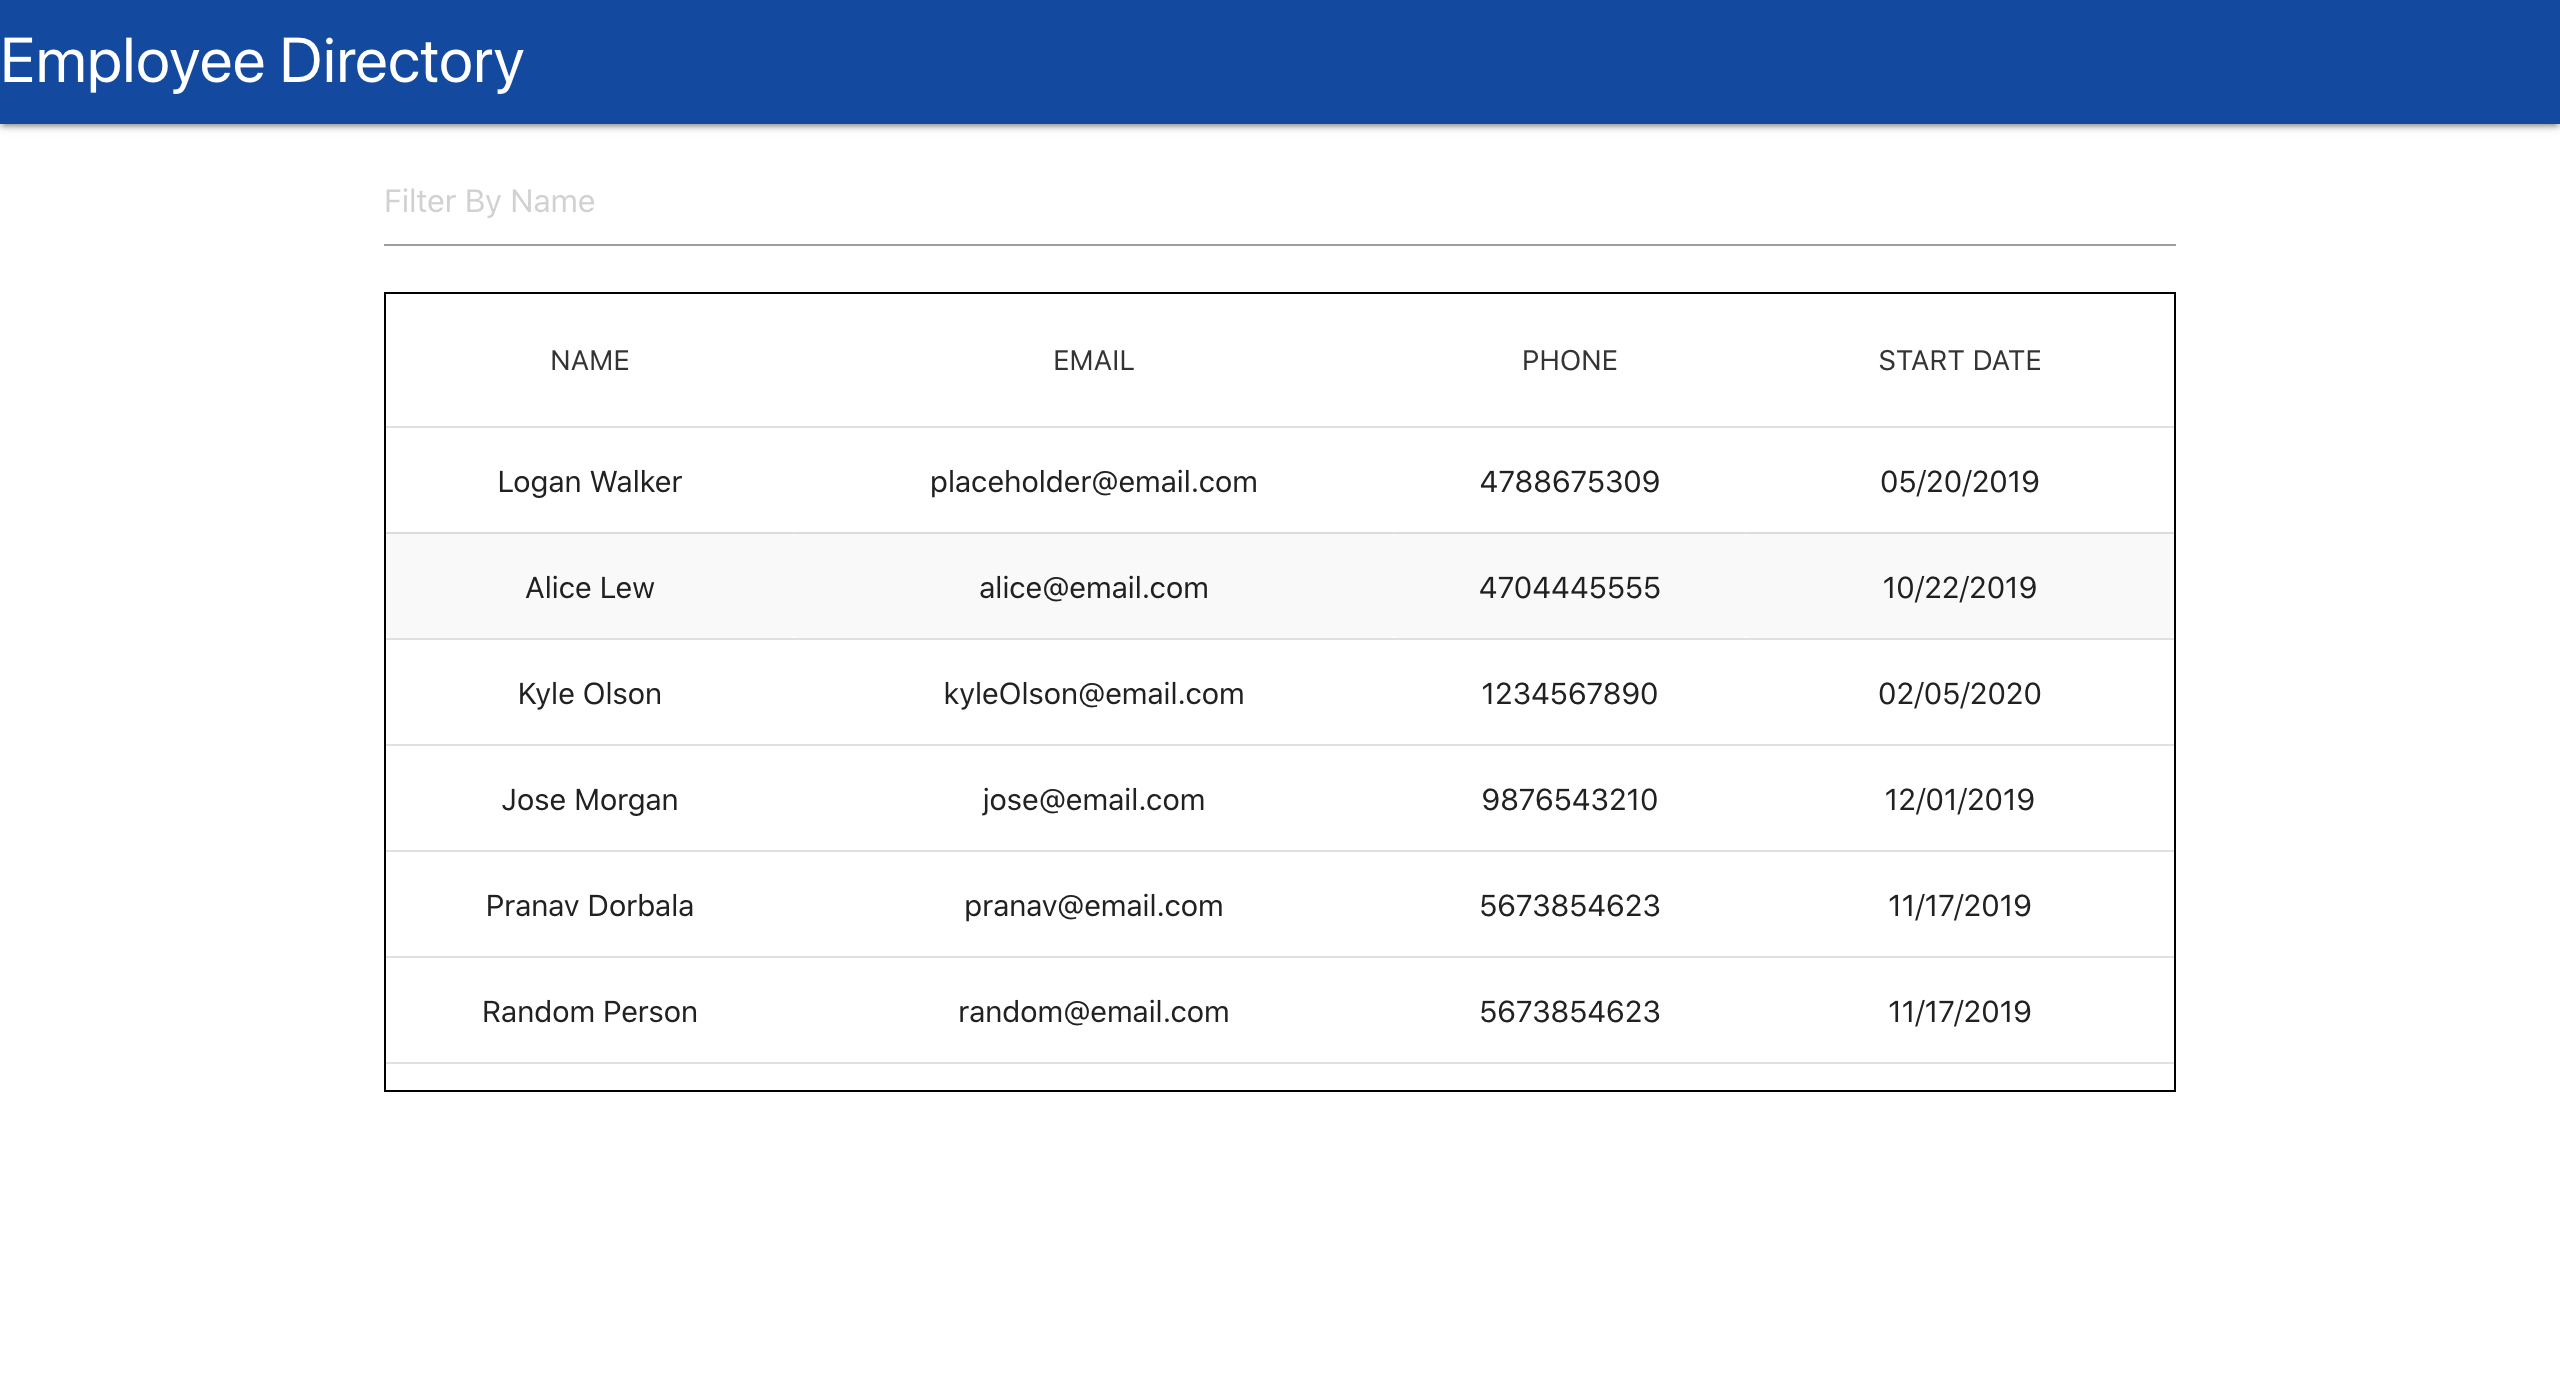 Employee Directory
Filter By Name
NAME EMAIL PHONE START DATE
Logan Walker placeholder@email.com 4788675309 05/20/2019
Alice Lew alice@email.com 4704445555 10/22/2019
Kyle Olson kyleOlson@email.com 1234567890 02/05/2020
Jose Morgan jose@email.com 9876543210 12/01/2019
Pranav Dorbala pranav@email.com 5673854623 11/17/2019
Random Person random@email.com 5673854623 11/17/2019